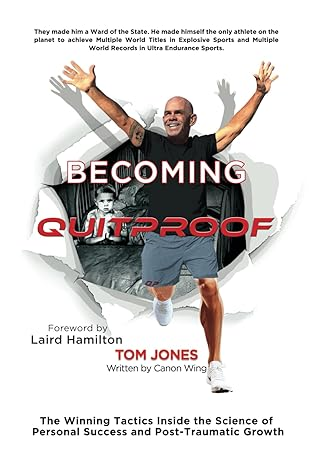 They made him a Ward of the State. He made himself the only athlete on the
planet to achieve Multiple World Titles in Explosive Sports and Multiple
World Records in Ultra Endurance Sports.
BECOMING
QUITPROOF
Foreword by
Laird Hamilton
TOM JONES
Written by Canon Wing
QP
The Winning Tactics Inside the Science of
Personal Success and Post-Traumatic Growth